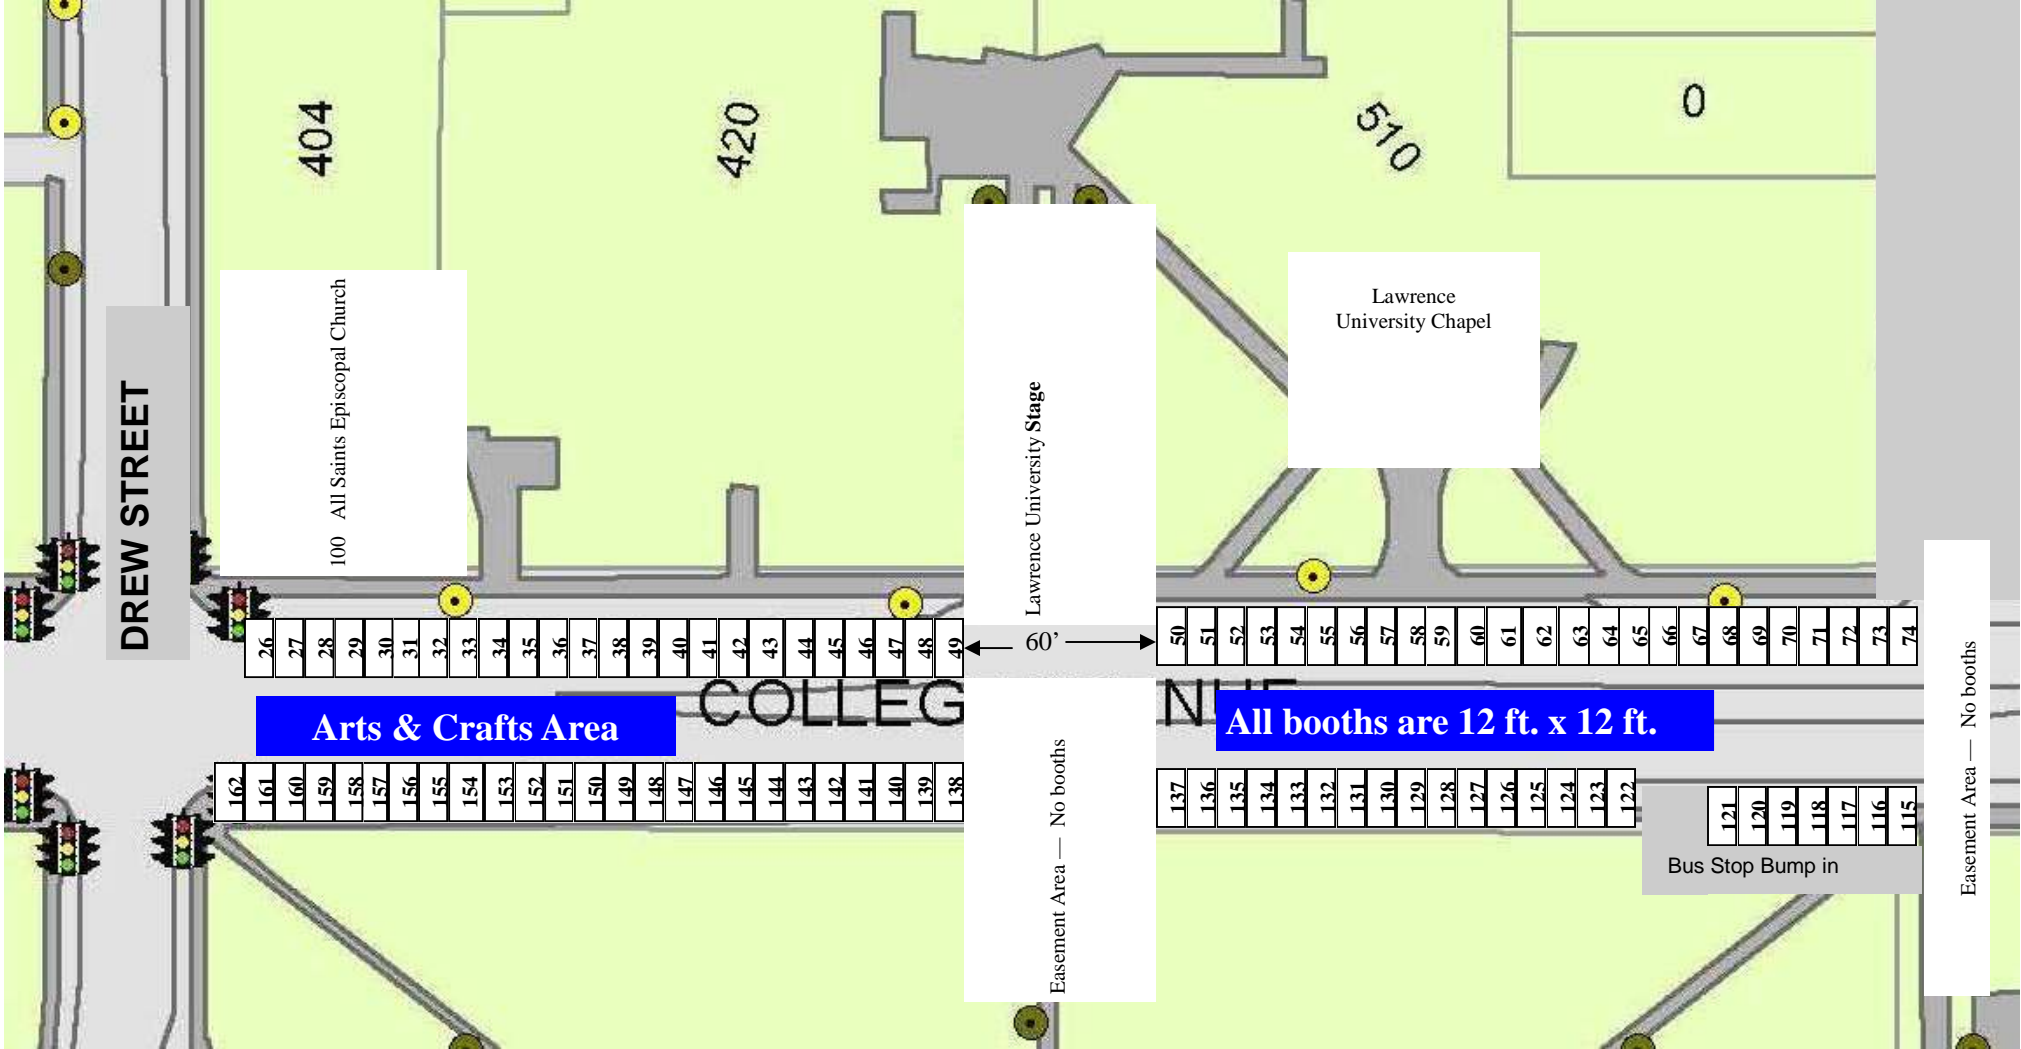 404
420
510
0
DREW STREET
100 All Saints Episcopal Church
Lawrence University Stage
Lawrence
University Chapel
26 27 28 29 30 31 32 33 34 35 36 37 38 39 40 41 42 43 44 45 46 47 48 49
60’
50 51 52 53 54 55 56 57 58 59 60 61 62 63 64 65 66 67 68 69 70 71 72 73 74
COLLEG NUE
Arts & Crafts Area
All booths are 12 ft. x 12 ft.
162 161 160 159 158 157 156 155 154 153 152 151 150 149 148 147 146 145 144 143 142 141 140 139 138
137 136 135 134 133 132 131 130 129 128 127 126 125 124 123 122
121 120 119 118 117 116 115
Bus Stop Bump in
Easement Area — No booths
Easement Area — No booths